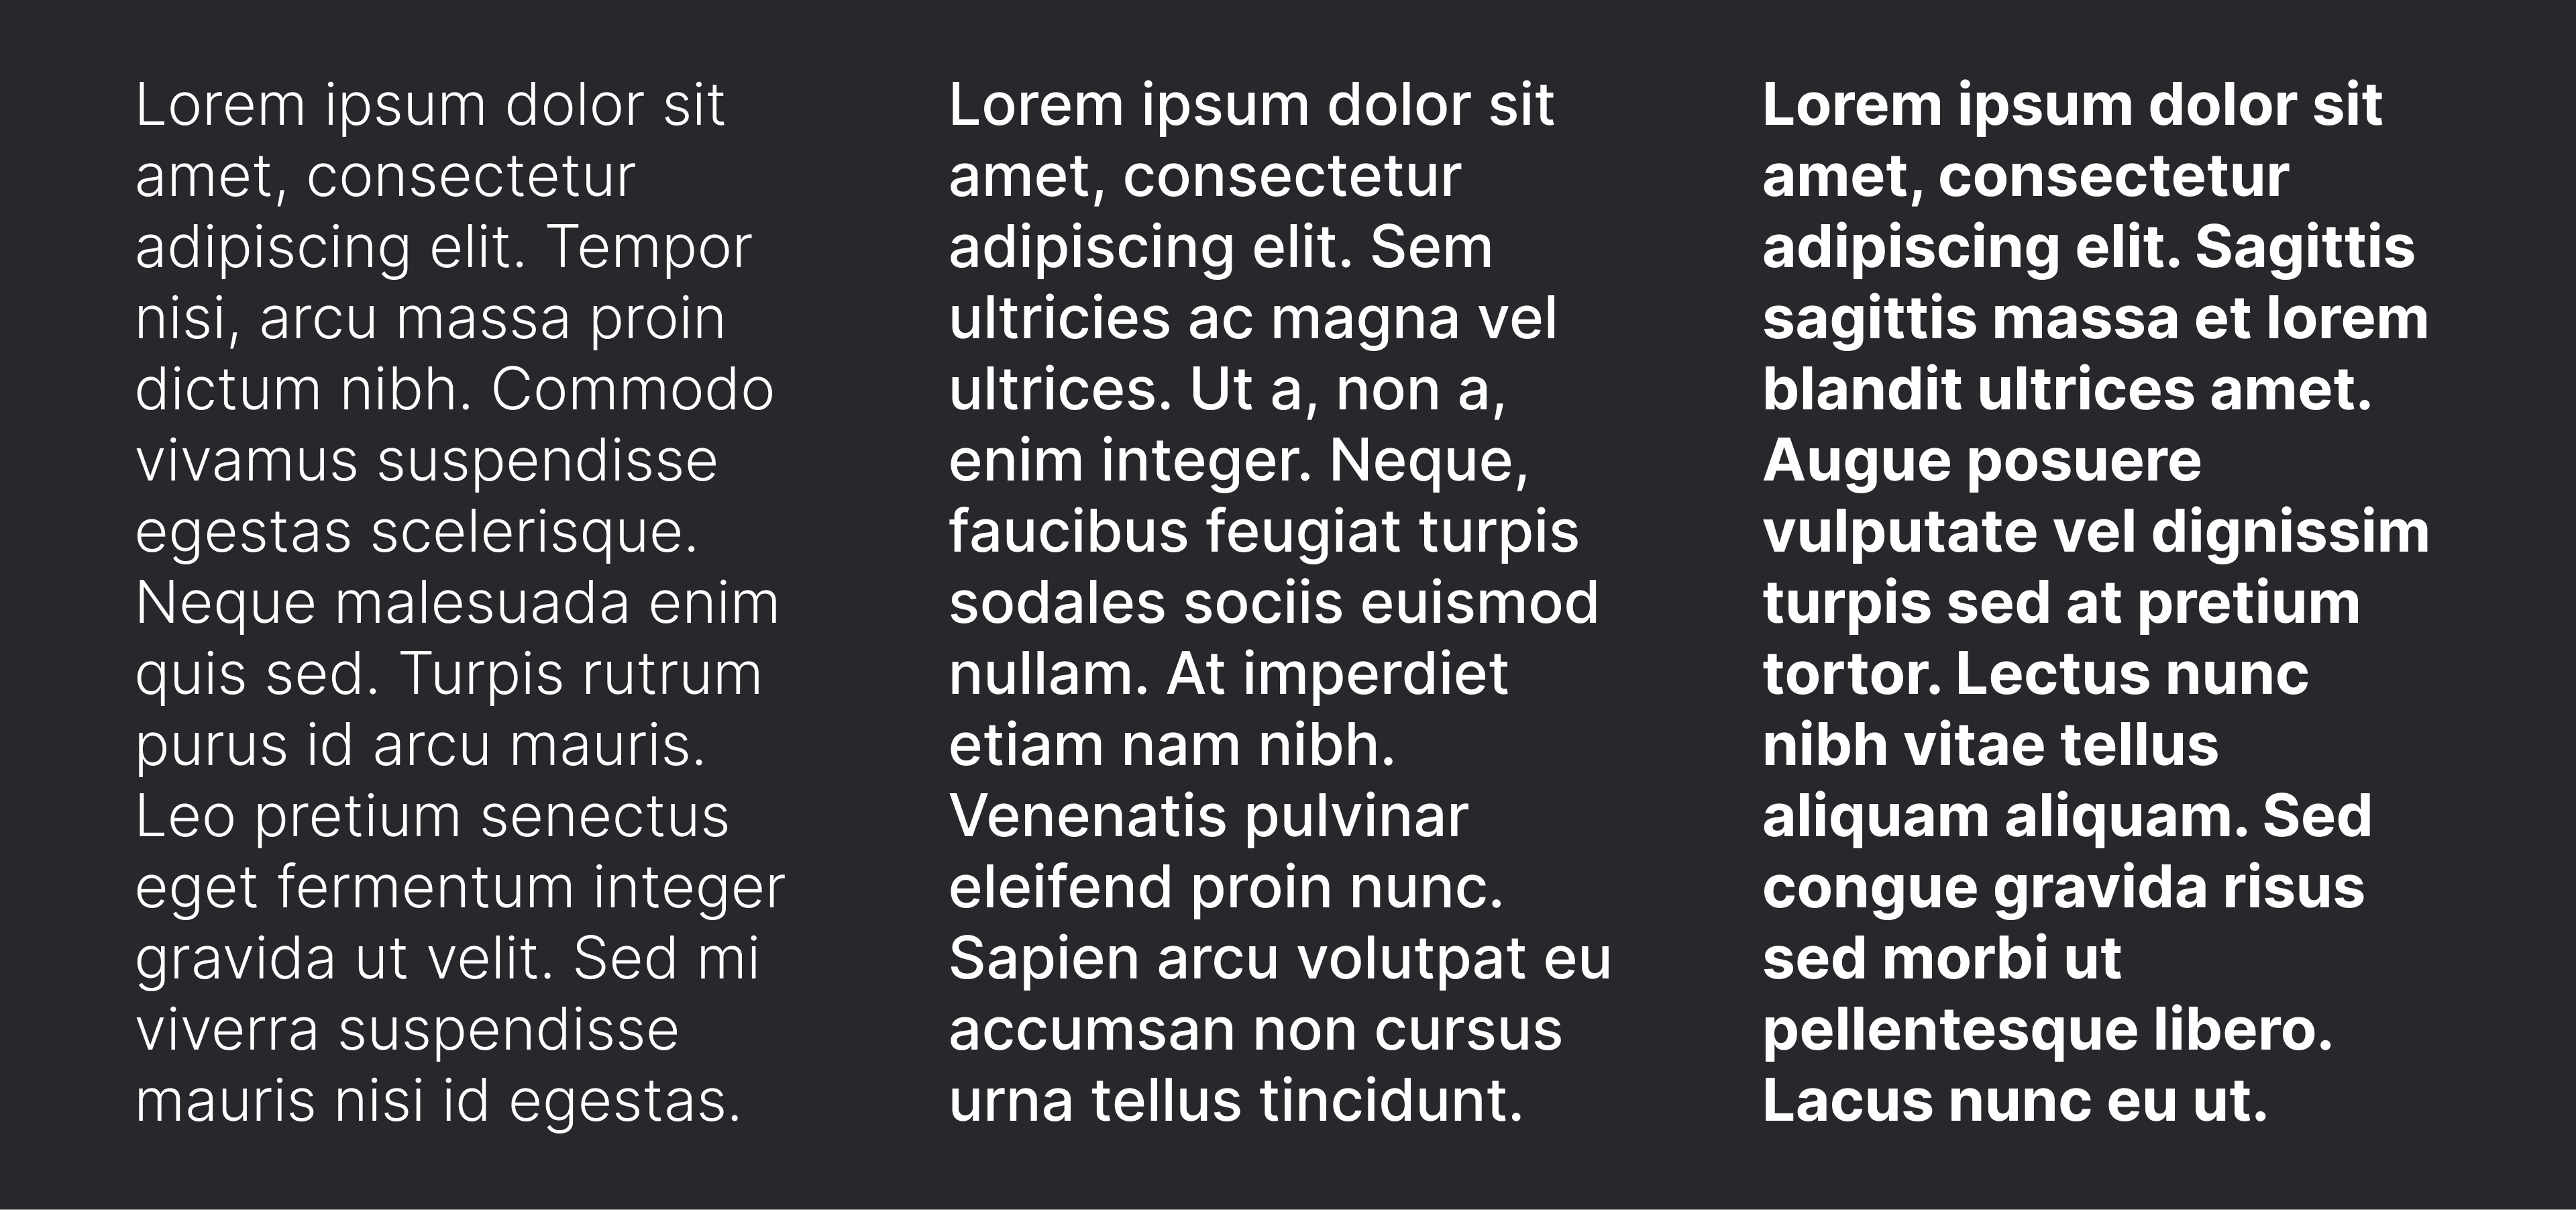 Lorem ipsum dolor sit
amet, consectetur
adipiscing elit. Tempor
nisi, arcu massa proin
dictum nibh. Commodo
vivamus suspendisse
egestas scelerisque.
Neque malesuada enim
quis sed. Turpis rutrum
purus id arcu mauris.
Leo pretium senectus
eget fermentum integer
gravida ut velit. Sed mi
viverra suspendisse
mauris nisi id egestas.
Lorem ipsum dolor sit
amet, consectetur
adipiscing elit. Sem
ultricies ac magna vel
ultrices. Ut a, non a,
enim integer. Neque,
faucibus feugiat turpis
sodales sociis euismod
nullam. At imperdiet
etiam nam nibh.
Venenatis pulvinar
eleifend proin nunc.
Sapien arcu volutpat eu
accumsan non cursus
urna tellus tincidunt.
Lorem ipsum dolor sit
amet, consectetur
adipiscing elit. Sagittis
sagittis massa et lorem
blandit ultrices amet.
Augue posuere
vulputate vel dignissim
turpis sed at pretium
tortor. Lectus nunc
nibh vitae tellus
aliquam aliquam. Sed
congue gravida risus
sed morbi ut
pellentesque libero.
Lacus nunc eu ut.